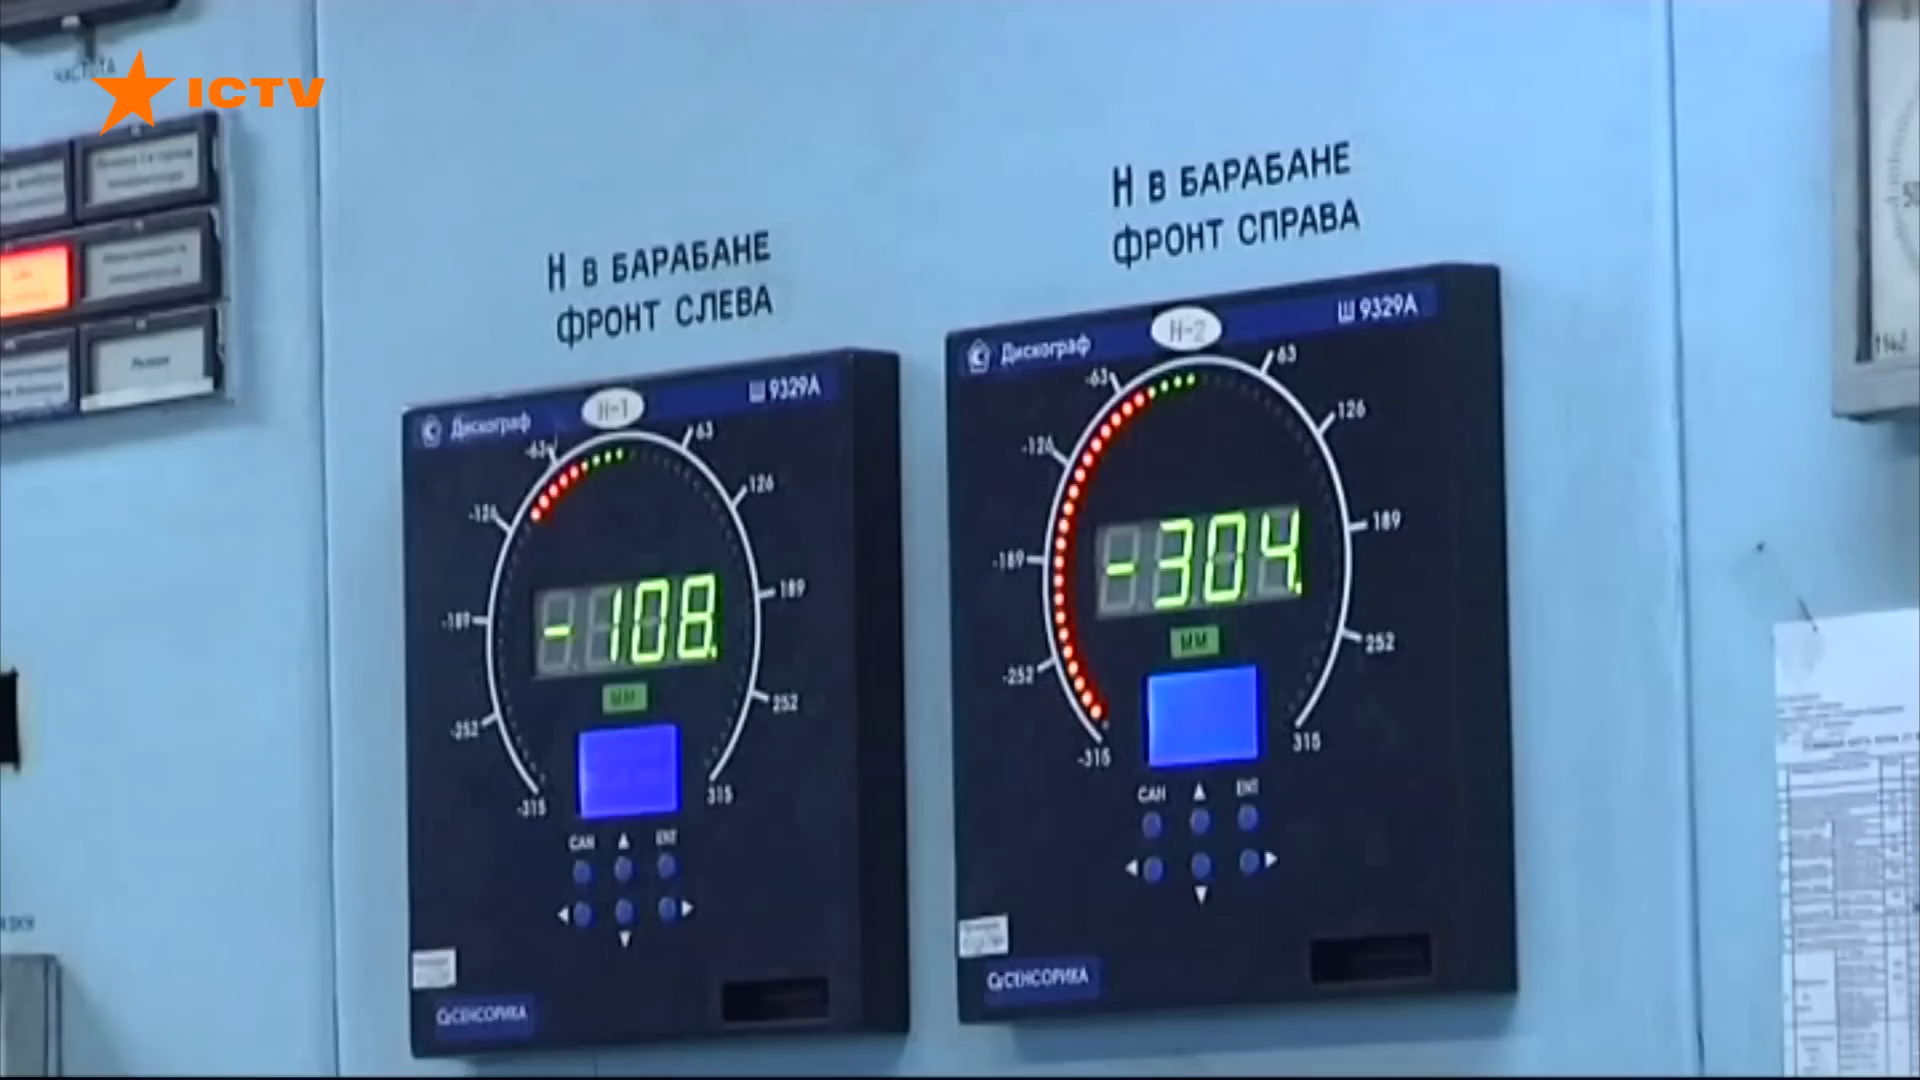 ЧАСТОТА
ICTV
Н В БАРАБАНЕ
ФРОНТ СЛЕВА
Н В БАРАБАНЕ
ФРОНТ СПРАВА
Дискограф
Н-1
Ш 9329А
-63
63
-126
126
-189
189
-252
252
-315
315
-108.
ММ
CAN
ENT
СЕНСОРИКА
Дискограф
Н-2
Ш 9329А
-63
63
-126
126
-189
189
-252
252
-315
315
-304.
ММ
CAN
ENT
СЕНСОРИКА
Резерв